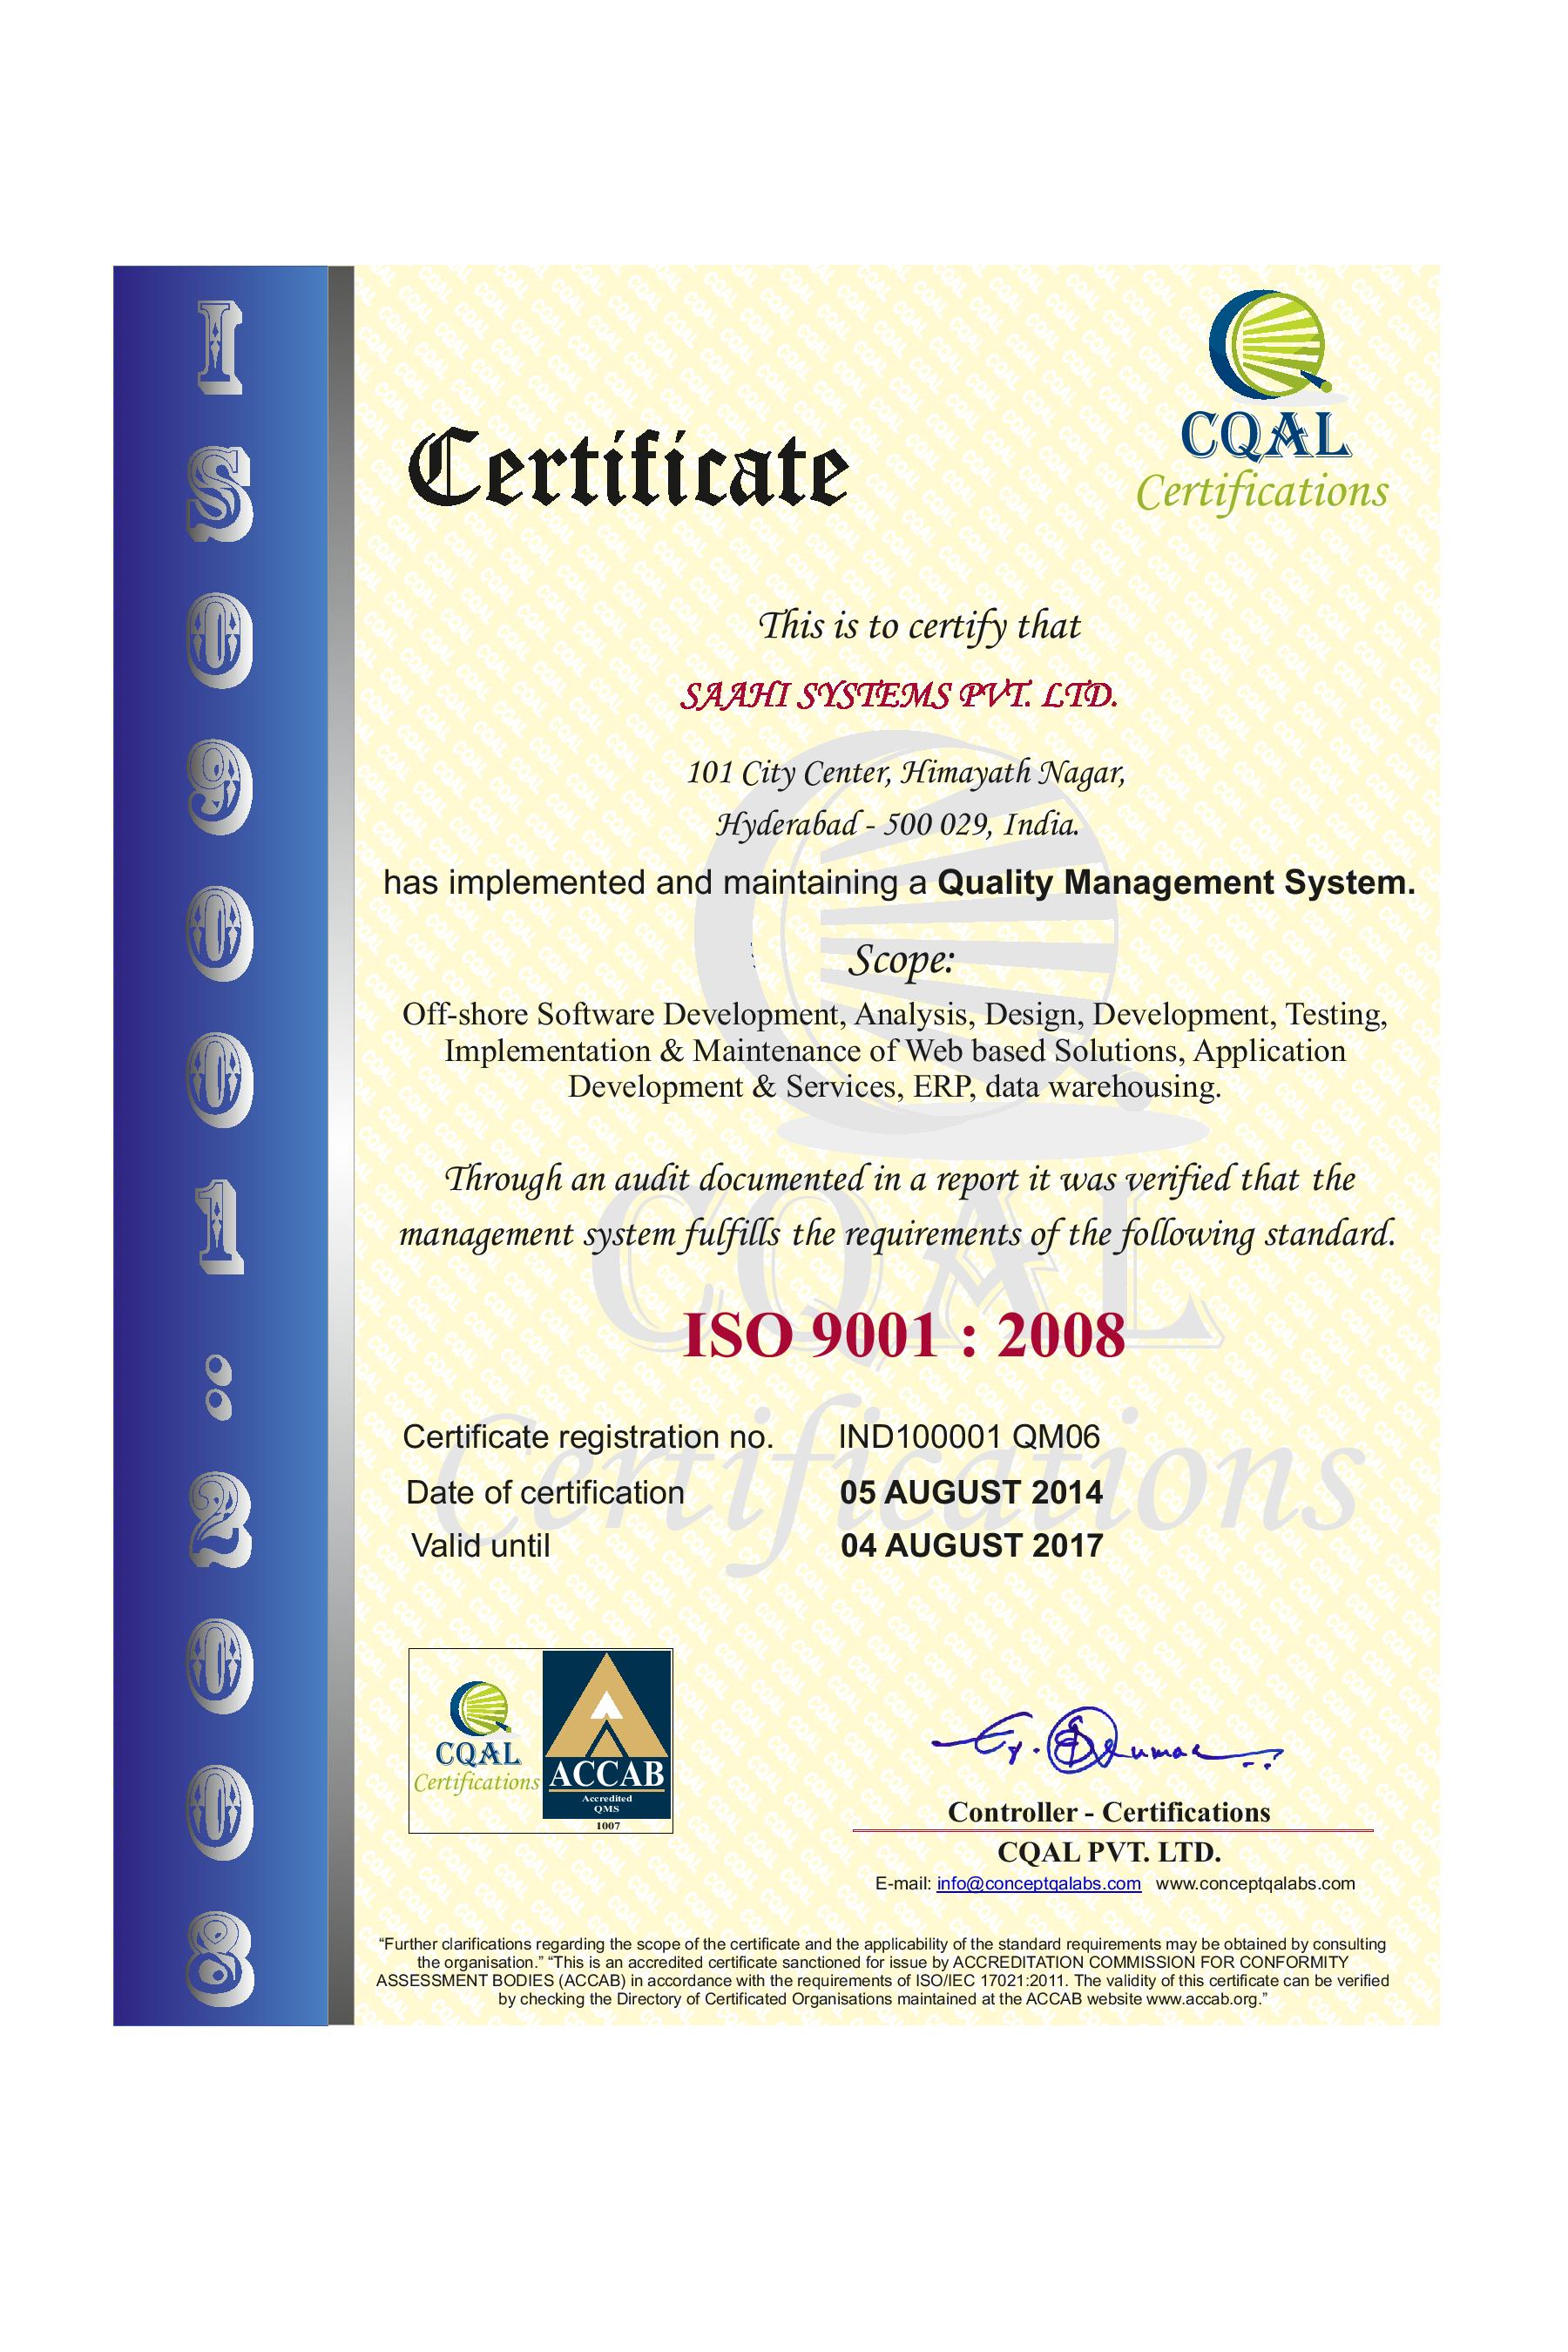 ISO 9001:2008
CQAL
Certifications
Certificate
This is to certify that
SAAHI SYSTEMS PVT. LTD.
101 City Center, Himayath Nagar,
Hyderabad - 500 029, India.
has implemented and maintaining a Quality Management System.
Scope:
Off-shore Software Development, Analysis, Design, Development, Testing,
Implementation & Maintenance of Web based Solutions, Application
Development & Services, ERP, data warehousing.
Through an audit documented in a report it was verified that the
management system fulfills the requirements of the following standard.
ISO 9001 : 2008
Certificate registration no. IND100001 QM06
Date of certification 05 AUGUST 2014
Valid until 04 AUGUST 2017
CQAL
Certifications
ACCAB
Accredited
QMS
1007
Controller - Certifications
CQAL PVT. LTD.
E-mail: info@conceptqalabs.com www.conceptqalabs.com
“Further clarifications regarding the scope of the certificate and the applicability of the standard requirements may be obtained by consulting
the organisation.” “This is an accredited certificate sanctioned for issue by ACCREDITATION COMMISSION FOR CONFORMITY
ASSESSMENT BODIES (ACCAB) in accordance with the requirements of ISO/IEC 17021:2011. The validity of this certificate can be verified
by checking the Directory of Certificated Organisations maintained at the ACCAB website www.accab.org.”